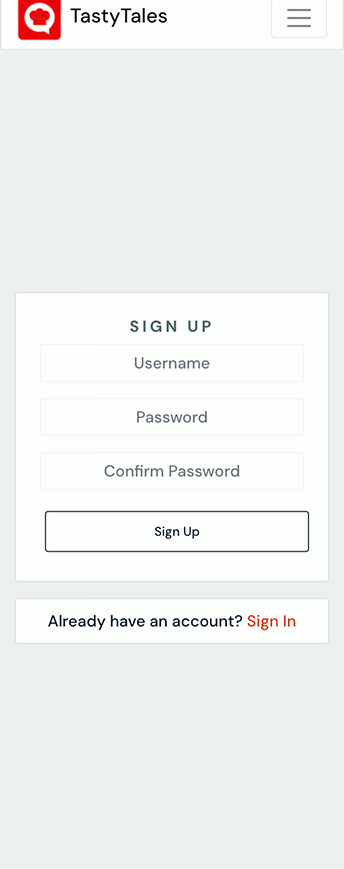 TastyTales
SIGN UP
Username
Password
Confirm Password
Sign Up
Already have an account? Sign In